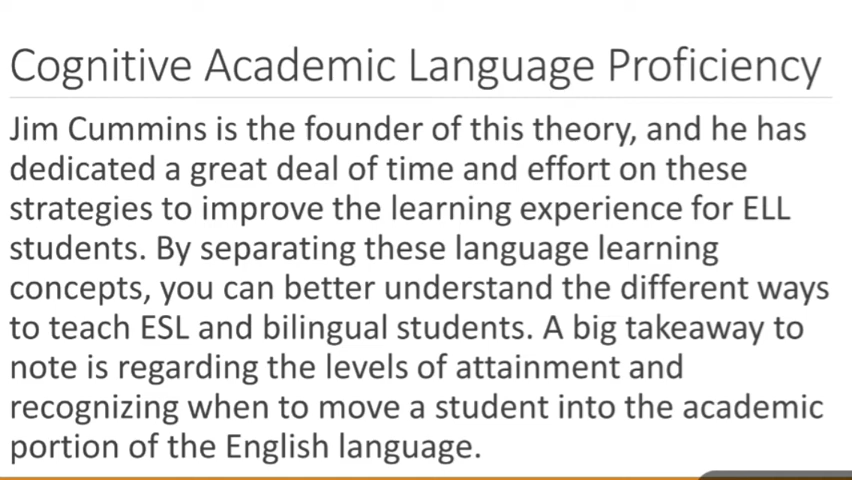 Cognitive Academic Language Proficiency
Jim Cummins is the founder of this theory, and he has
dedicated a great deal of time and effort on these
strategies to improve the learning experience for ELL
students. By separating these language learning
concepts, you can better understand the different ways
to teach ESL and bilingual students. A big takeaway to
note is regarding the levels of attainment and
recognizing when to move a student into the academic
portion of the English language.